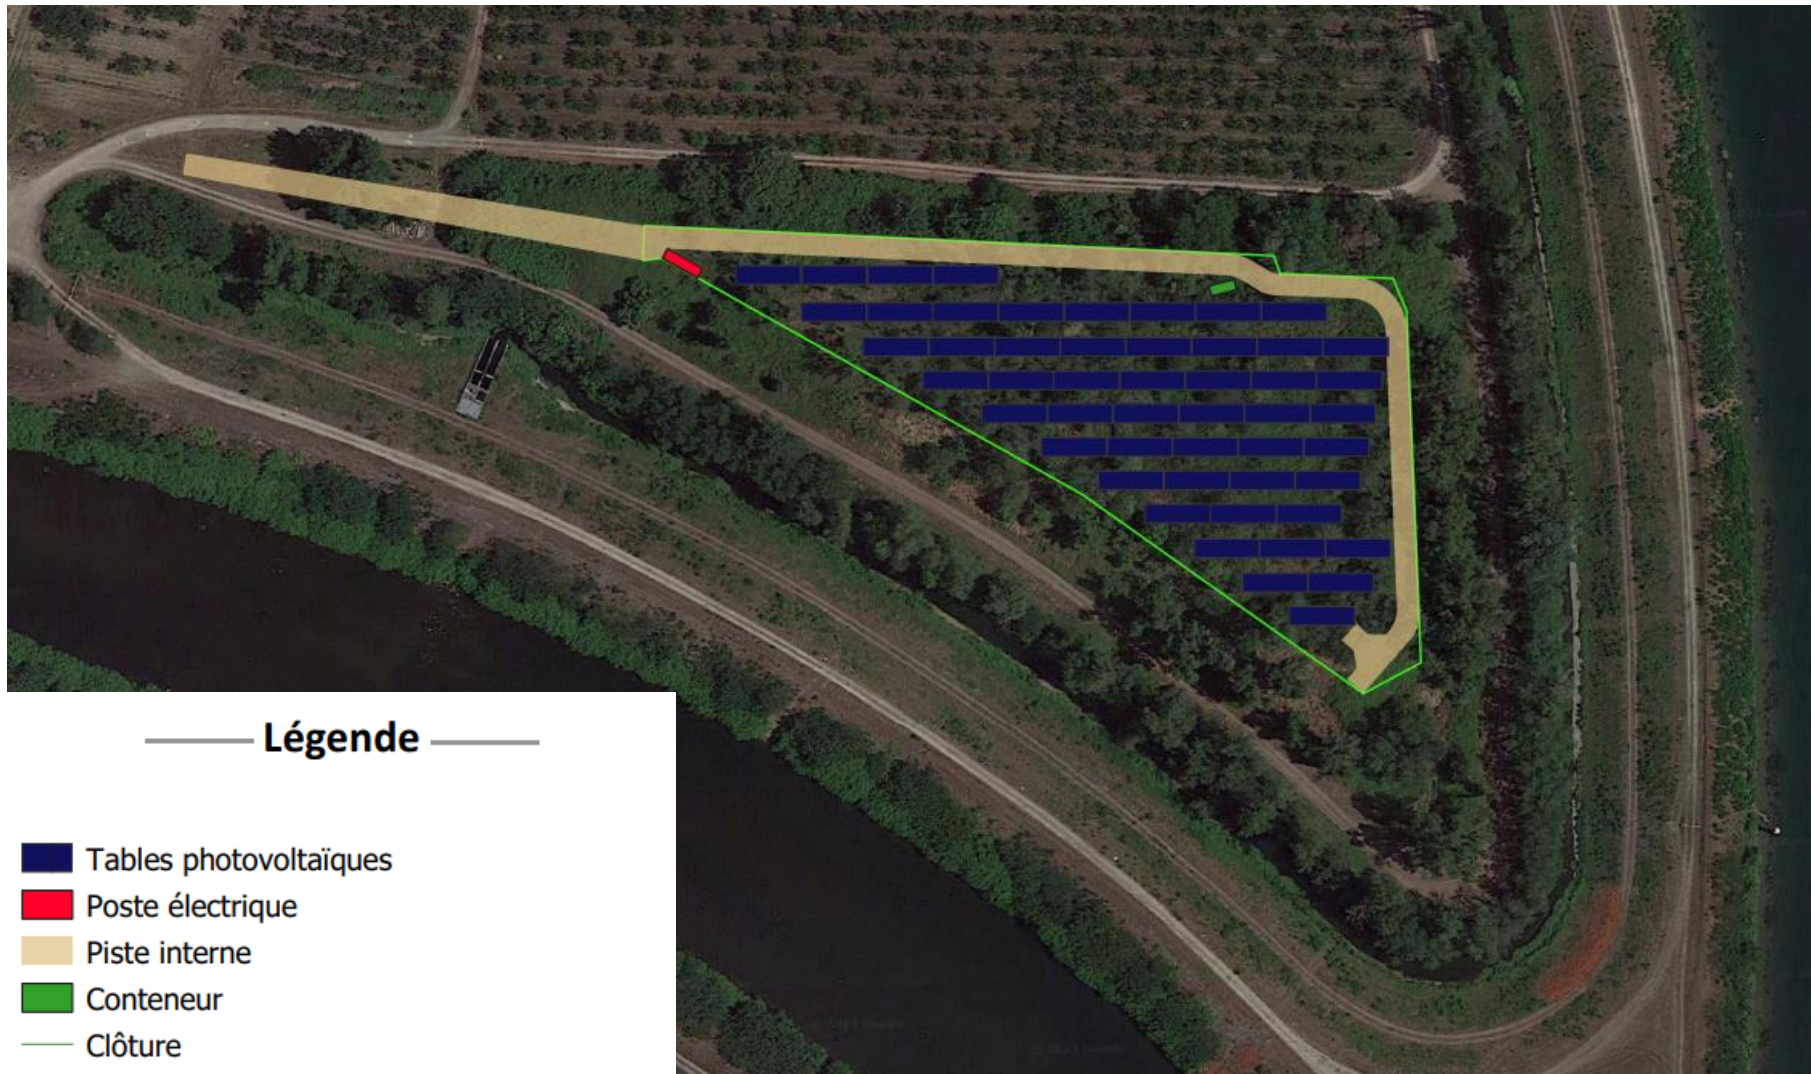 Légende
Tables photovoltaïques
Poste électrique
Piste interne
Conteneur
Clôture